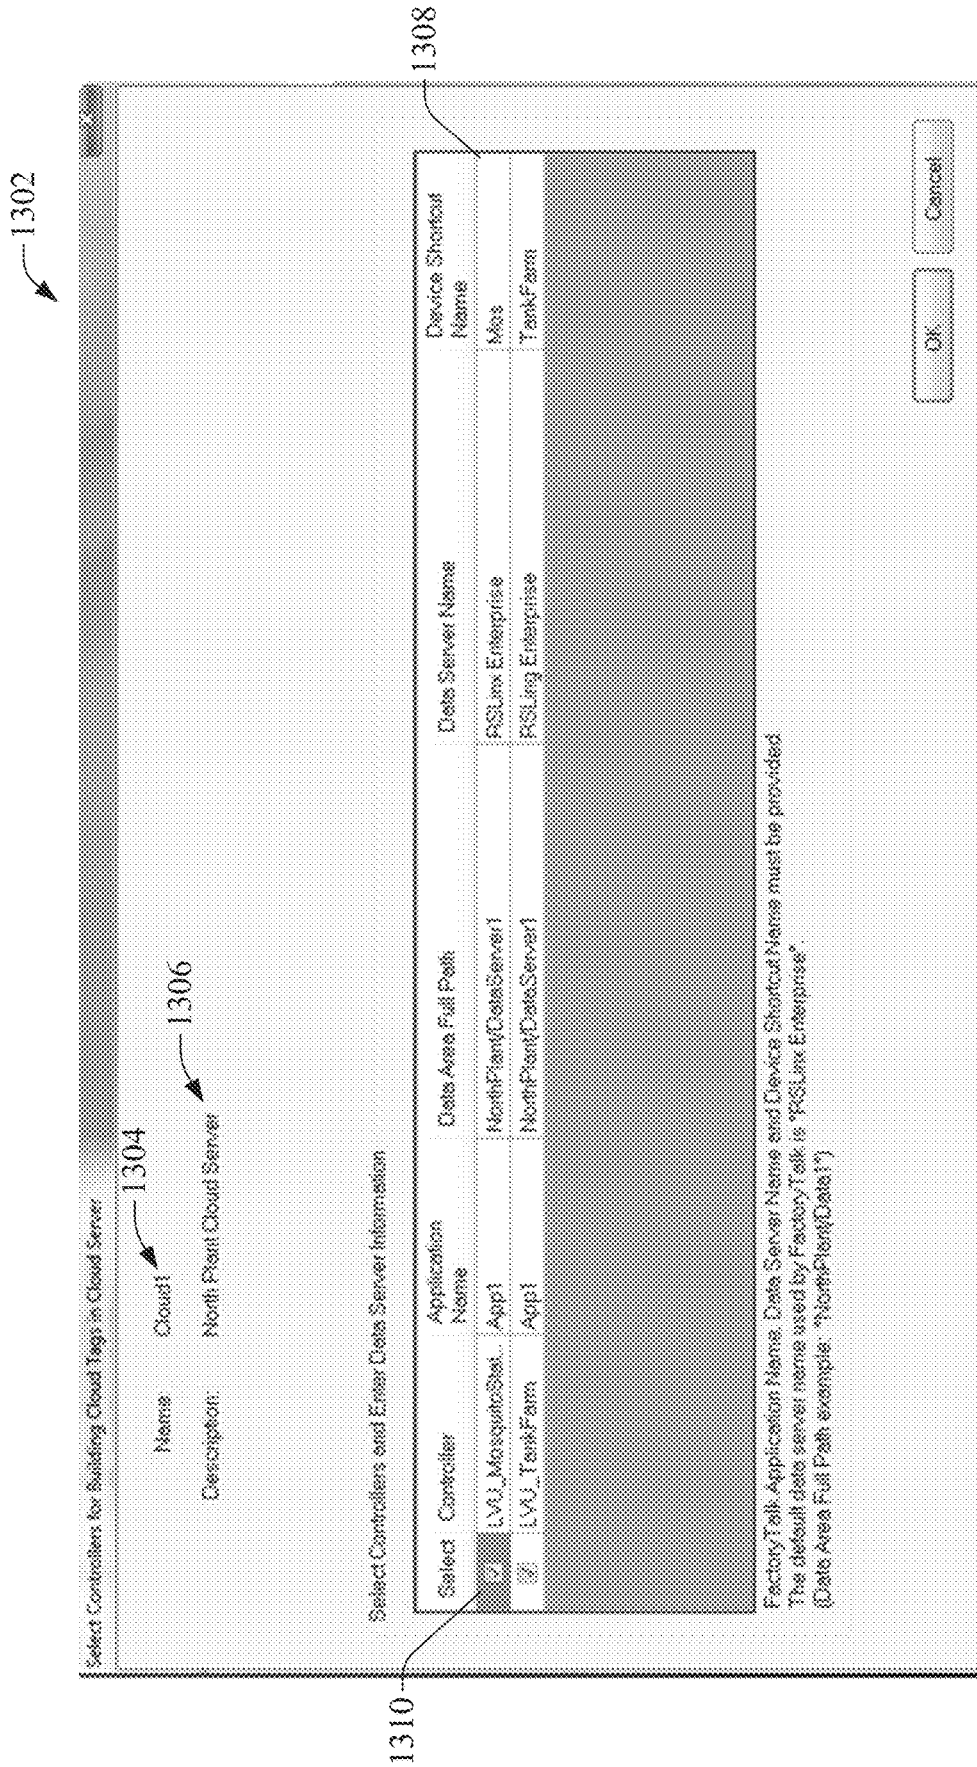 1302
Select Controllers for Building Cloud Tags in Cloud Server
1304
Name Cloud1
1306
Description: North Plant Cloud Server
Select Controllers and Enter Data Server Information
1308
Select Controller Application Name Data Area Full Path Data Server Name Device Shortcut Name
LVU_MosquitoStat... App1 NorthPlant/DataServer1 RSLinx Enterprise Mos
LVU_TankFarm App1 NorthPlant/DataServer1 RSLing Enterprise TankFarm
1310
FactoryTalk Application Name, Data Server Name and Device Shortcut Name must be provided.
The default data server name used by FactoryTalk is "RSLinx Enterprise".
(Data Area Full Path example: "NorthPlant/Data1")
OK Cancel